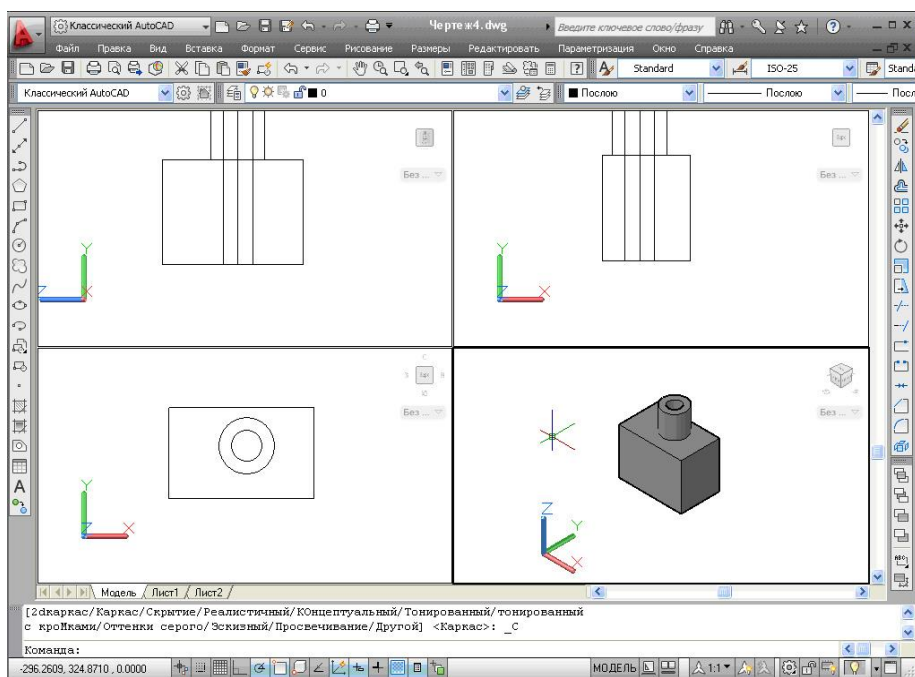 Классический AutoCAD Чертеж4.dwg Введите ключевое слово/фразу
Файл Правка Вид Вставка Формат Сервис Рисование Размеры Редактировать Параметризация Окно Справка
Standard ISO-25 Stand
Классический AutoCAD 0 Послою Послою Посл
Без ... Без ...
Y Y
Z X Z X
Без ... Без ...
Y Z
Z X Y
X
Модель Лист1 Лист2
[2dкаркас/Каркас/Скрытие/Реалистичный/КОнцептуальный/Тонированный/тонированный
с кроМками/Оттенки серого/Эскизный/Просвечивание/Другой] <Каркас>: _C
Команда:
-296.2609, 324.8710, 0.0000 МОДЕЛЬ 1:1